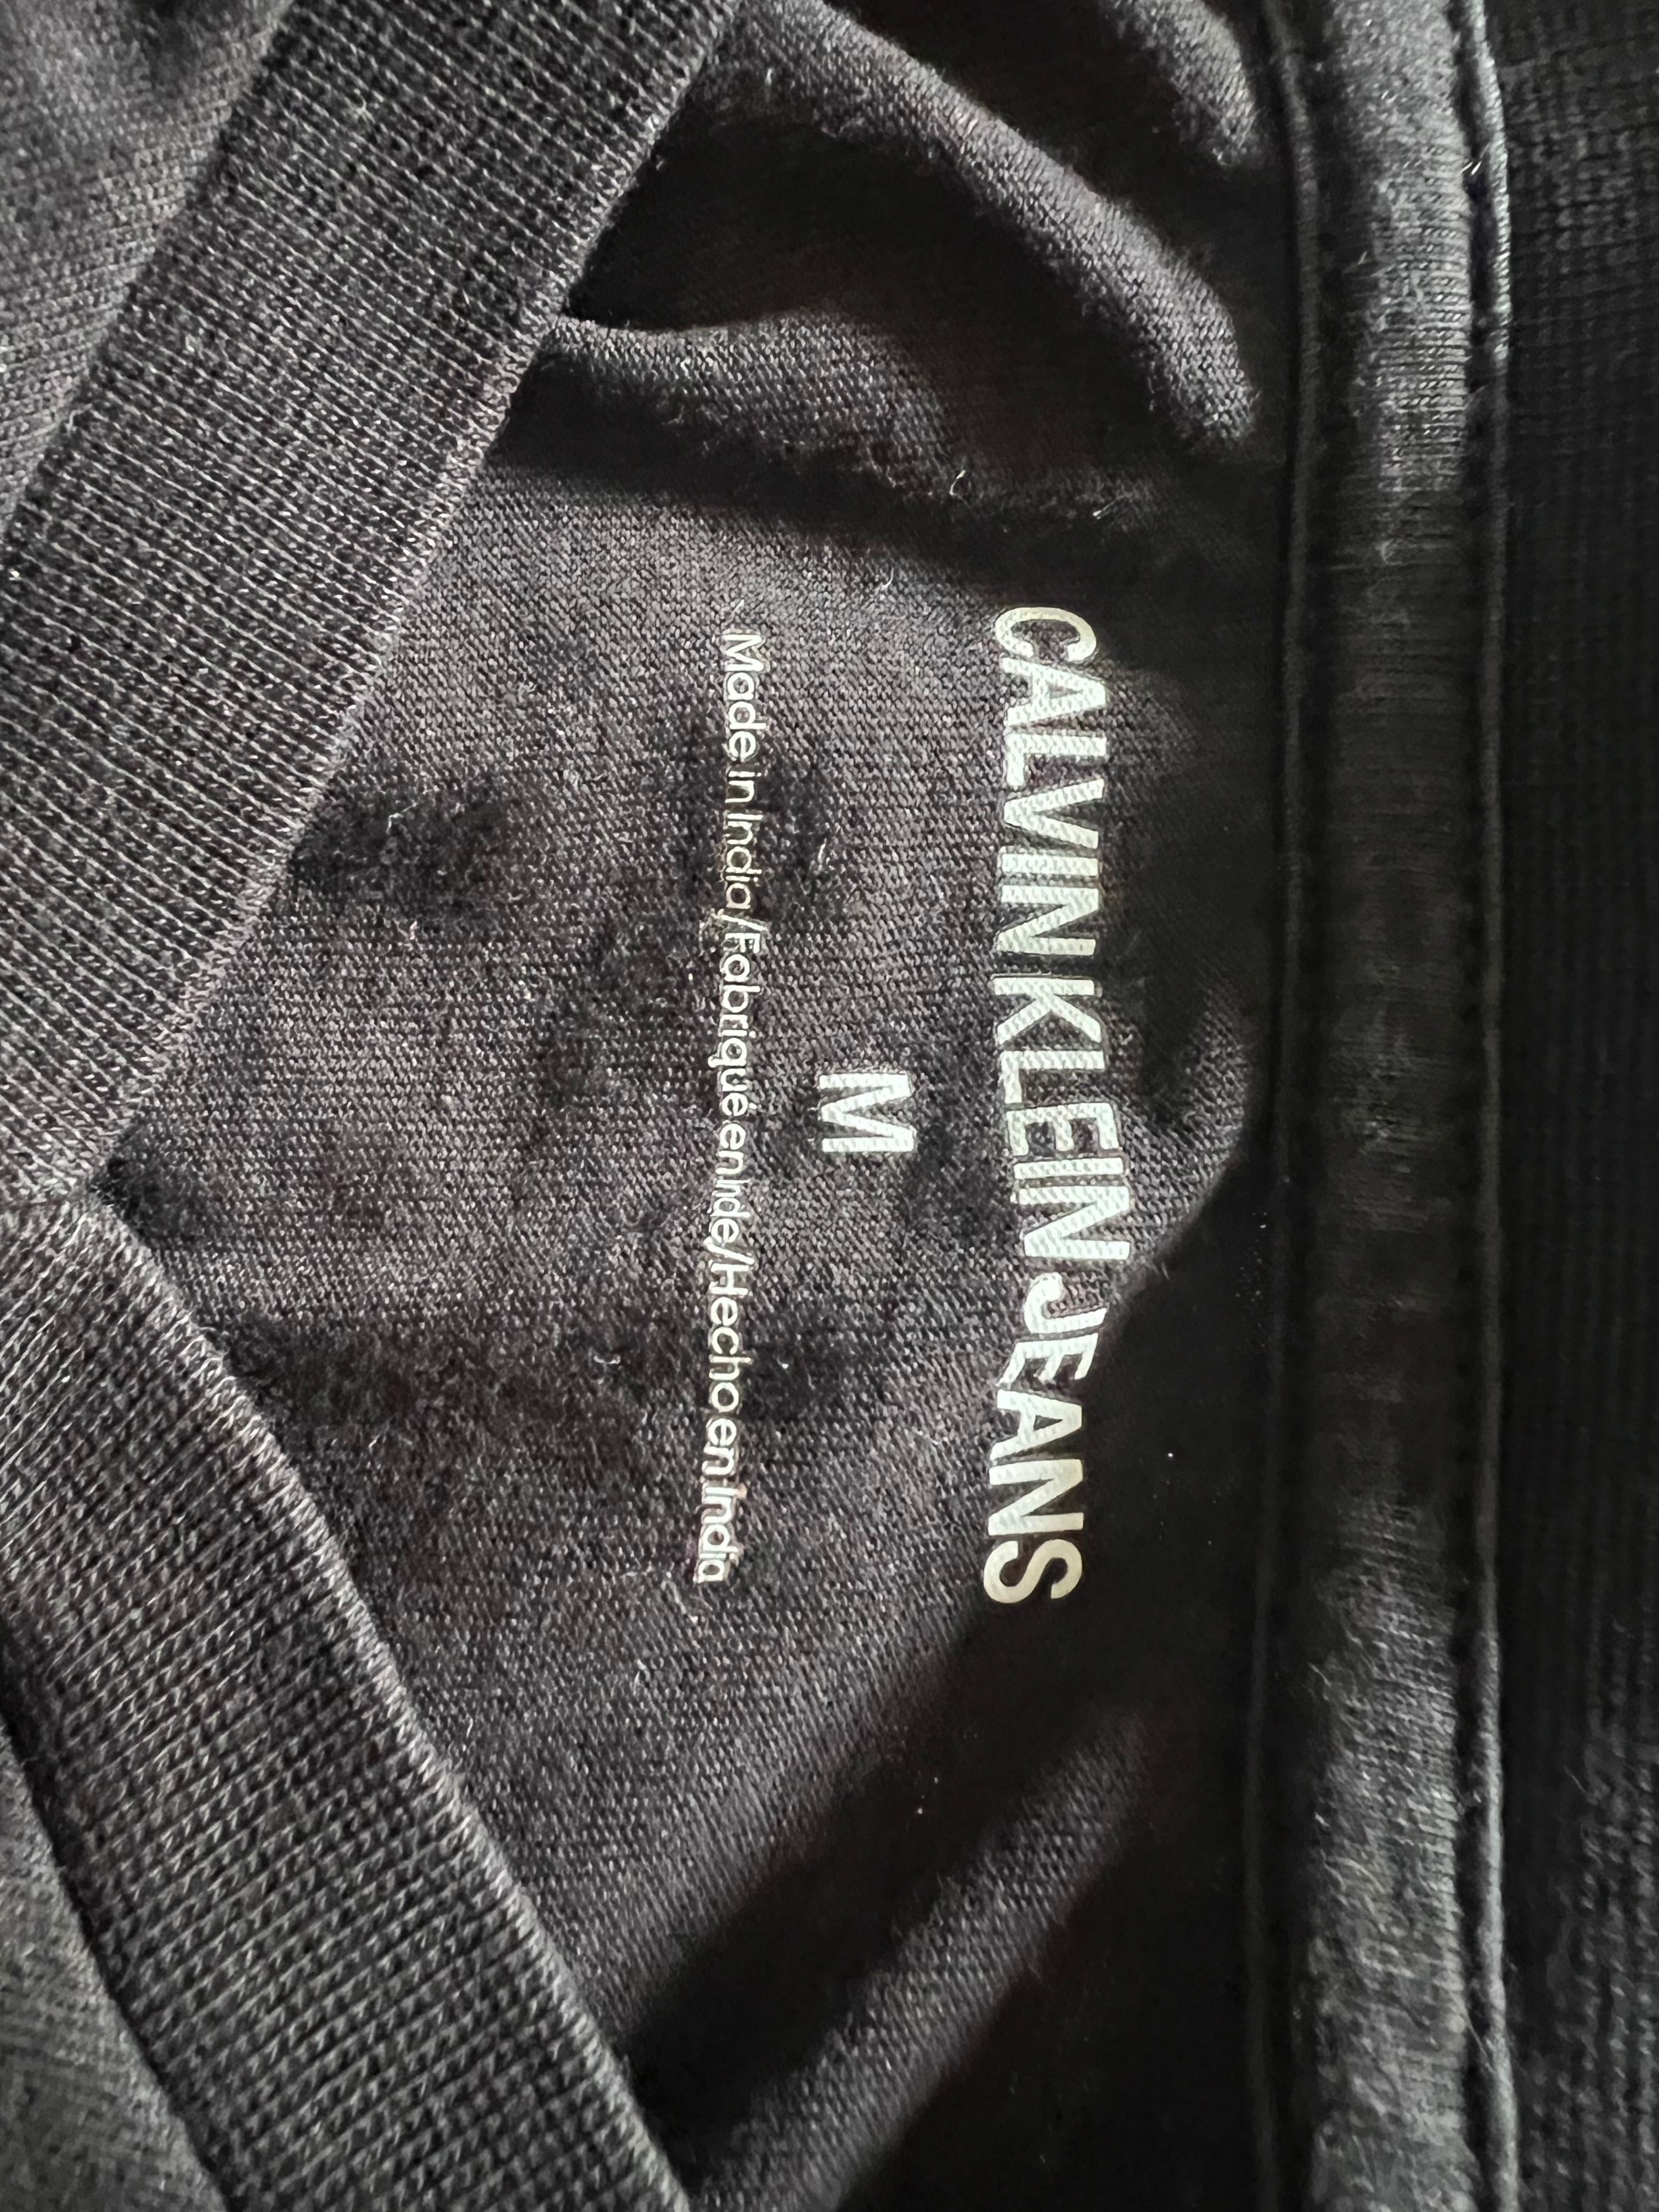 CALVIN KLEIN JEANS
M
Made in India/Fabriqué en Inde/Hecho en India